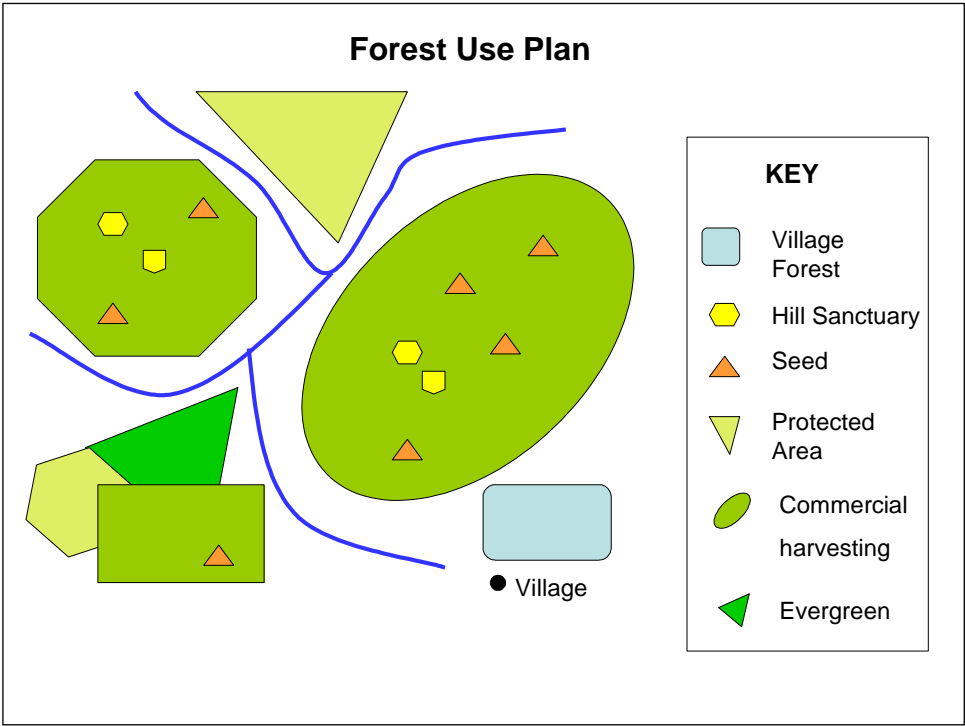 Forest Use Plan
KEY
Village
Forest
Hill Sanctuary
Seed
Protected
Area
Commercial
harvesting
Evergreen
Village